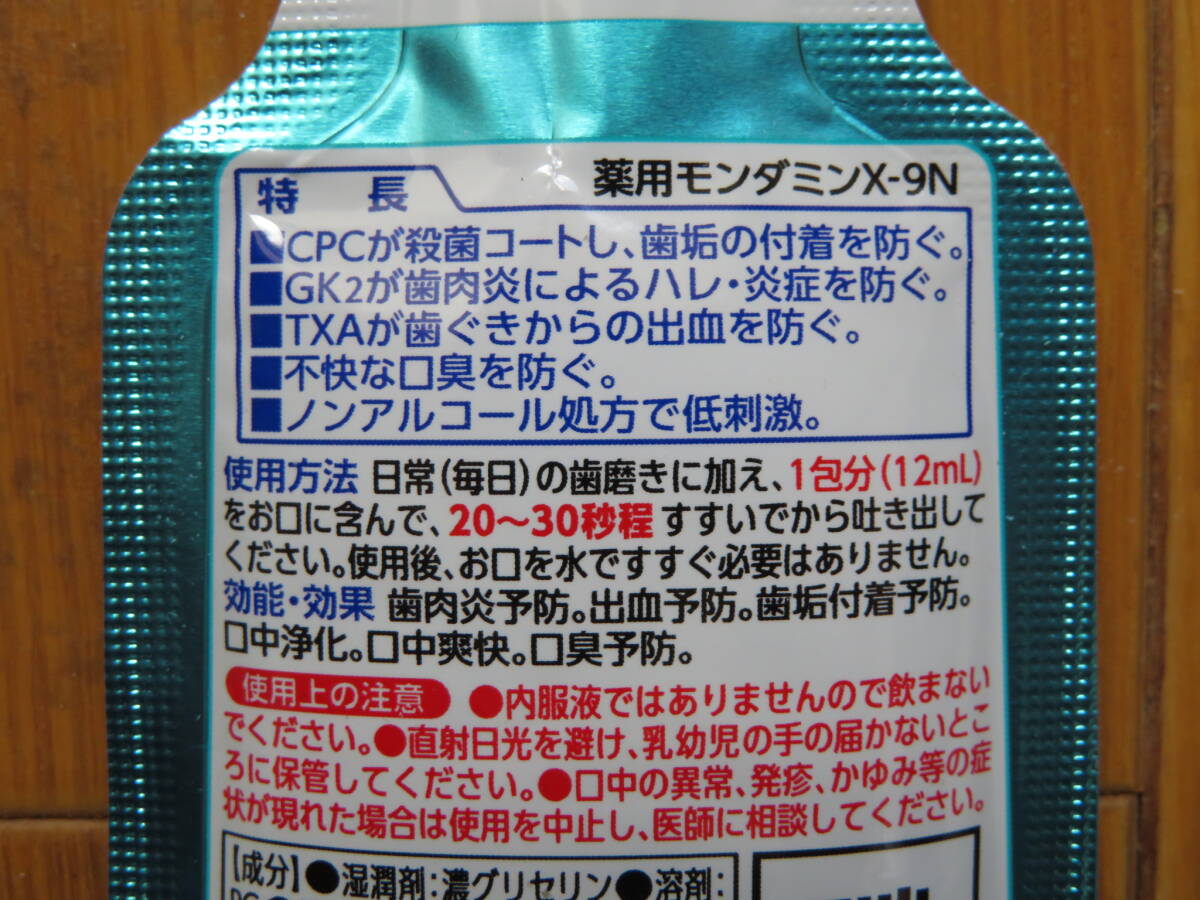 薬用モンダミンX-9N
特　長
■CPCが殺菌コートし、歯垢の付着を防ぐ。
■GK2が歯肉炎によるハレ・炎症を防ぐ。
■TXAが歯ぐきからの出血を防ぐ。
■不快な口臭を防ぐ。
■ノンアルコール処方で低刺激。
使用方法 日常(毎日)の歯磨きに加え、1包分(12mL)
をお口に含んで、20～30秒程すすいでから吐き出して
ください。使用後、お口を水ですすぐ必要はありません。
効能・効果 歯肉炎予防。出血予防。歯垢付着予防。
口中浄化。口中爽快。口臭予防。
使用上の注意 ●内服液ではありませんので飲まない
でください。●直射日光を避け、乳幼児の手の届かないとこ
ろに保管してください。●口中の異常、発疹、かゆみ等の症
状が現れた場合は使用を中止し、医師に相談してください。
【成分】●湿潤剤：濃グリセリン●溶剤：